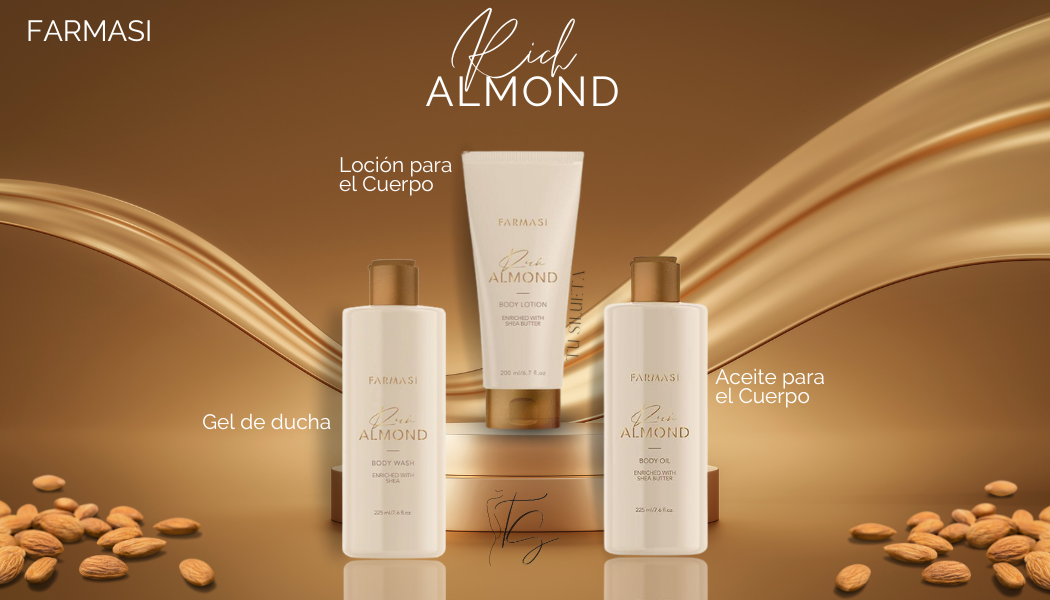 FARMASI
Rich
ALMOND
Loción para
el Cuerpo
FARMASI
Rich
ALMOND
BODY LOTION
ENRICHED WITH
SHEA BUTTER
200 ml/6.7 fl.oz.
TU SILUETA
Gel de ducha
FARMASI
Rich
ALMOND
BODY WASH
ENRICHED WITH
SHEA
225 ml/7.6 fl.oz.
Aceite para
el Cuerpo
FARMASI
Rich
ALMOND
BODY OIL
ENRICHED WITH
SHEA BUTTER
225 ml/7.6 fl.oz.
TS